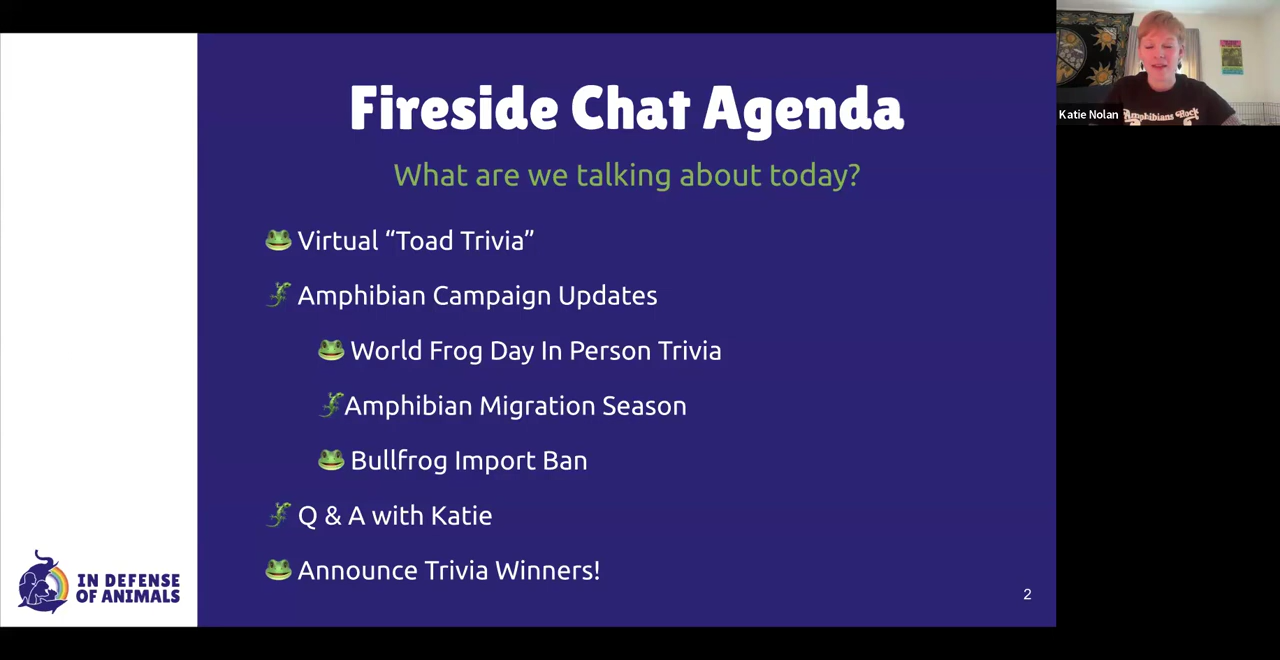 Fireside Chat Agenda
What are we talking about today?
Virtual “Toad Trivia”
Amphibian Campaign Updates
World Frog Day In Person Trivia
Amphibian Migration Season
Bullfrog Import Ban
Q & A with Katie
Announce Trivia Winners!
IN DEFENSE
OF ANIMALS
2
Katie Nolan
Amphibians Rock